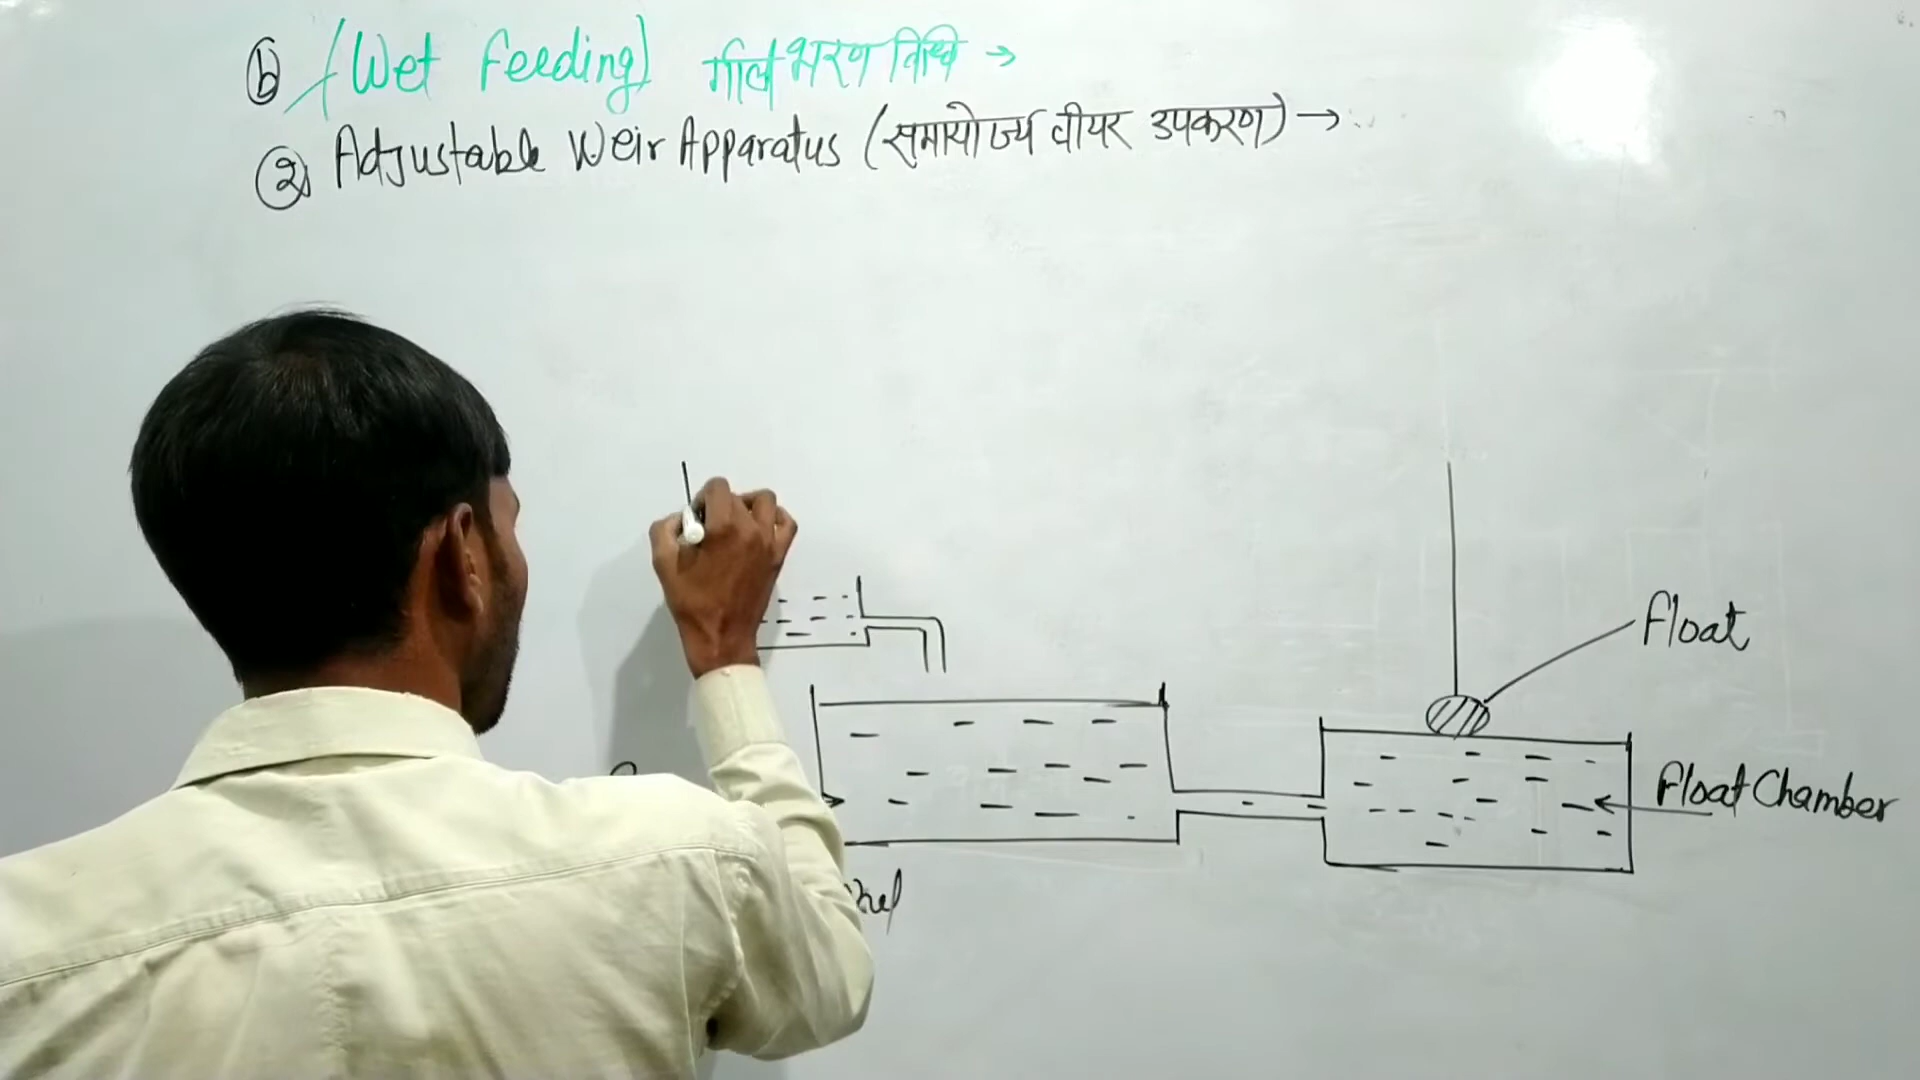 b (Wet Feeding) गील भरण विधि →
2 Adjustable Weir Apparatus (समायोज्य वीयर उपकरण) →
Float
Float Chamber